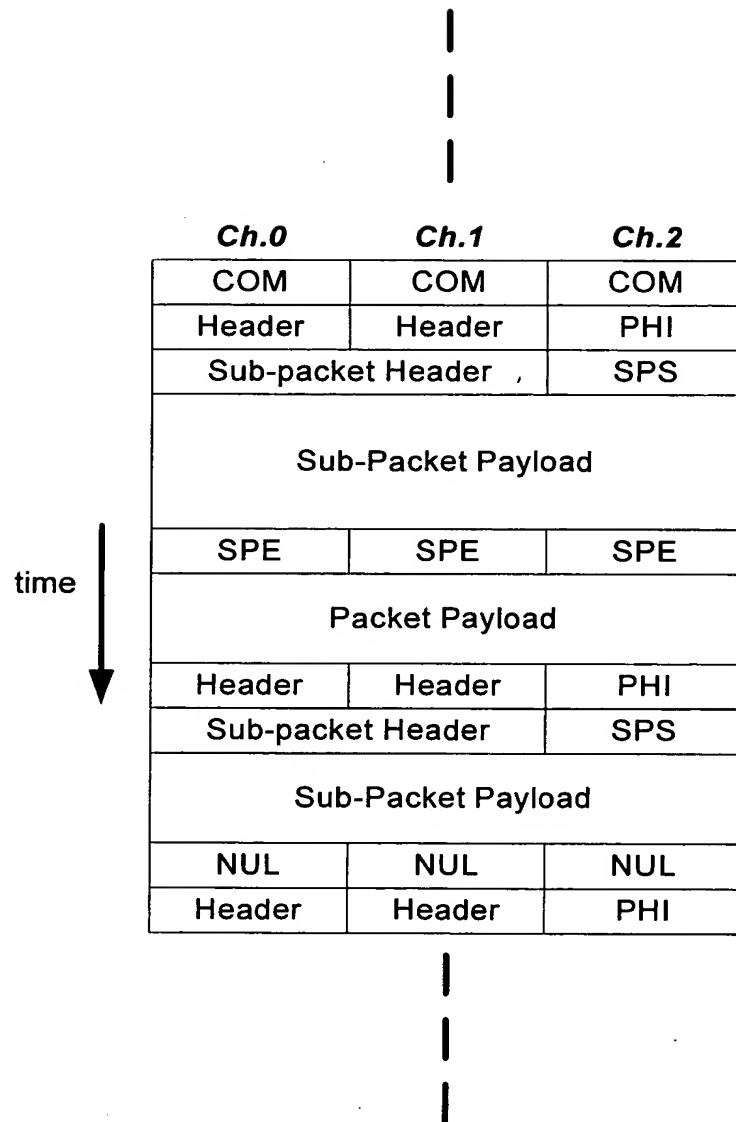 Ch.0 Ch.1 Ch.2
COM COM COM
Header Header PHI
Sub-packet Header SPS
Sub-Packet Payload
SPE SPE SPE
time
Packet Payload
Header Header PHI
Sub-packet Header SPS
Sub-Packet Payload
NUL NUL NUL
Header Header PHI